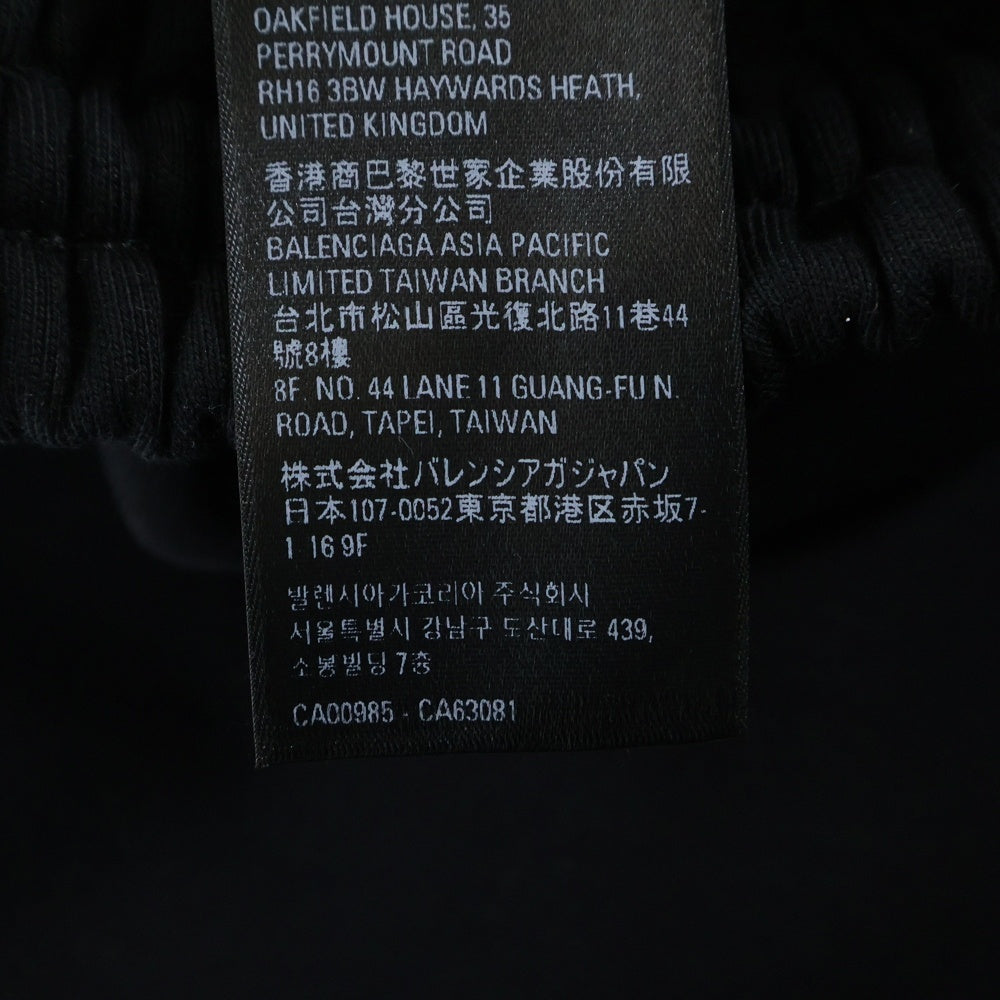 OAKFIELD HOUSE, 35
PERRYMOUNT ROAD
RH16 3BW HAYWARDS HEATH,
UNITED KINGDOM
香港商巴黎世家企業股份有限
公司台灣分公司
BALENCIAGA ASIA PACIFIC
LIMITED TAIWAN BRANCH
台北市松山區光復北路11巷44
號8樓
8F NO. 44 LANE 11 GUANG-FU N.
ROAD, TAPEI, TAIWAN
株式会社バレンシアガジャパン
日本107-0052東京都港区赤坂7-
1 16 9F
발렌시아가코리아 주식회사
서울특별시 강남구 도산대로 439,
소봉빌딩 7층
CA00985 - CA63081